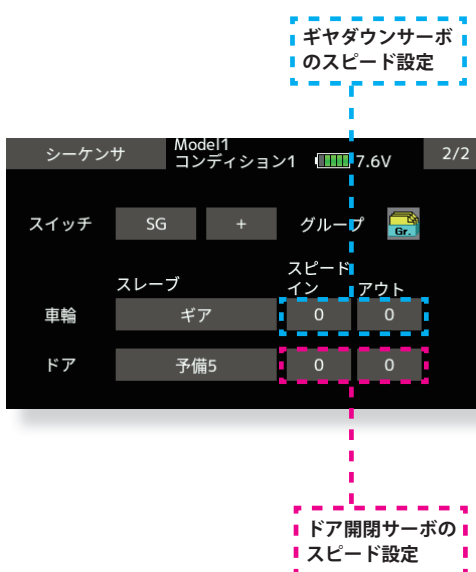 ギヤダウンサーボ
のスピード設定
シーケンサ Model1 2/2
コンディション1 7.6V
スイッチ SG + グループ Gr.
スピード
スレーブ イン アウト
車輪 ギア 0 0
ドア 予備5 0 0
ドア開閉サーボの
スピード設定